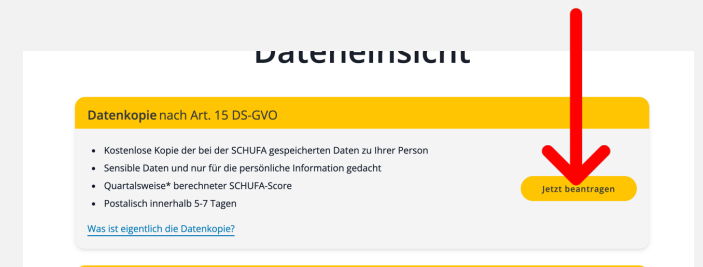 Dateneinsicht
Datenkopie nach Art. 15 DS-GVO
• Kostenlose Kopie der bei der SCHUFA gespeicherten Daten zu Ihrer Person
• Sensible Daten und nur für die persönliche Information gedacht
• Quartalsweise* berechneter SCHUFA-Score
• Postalisch innerhalb 5-7 Tagen
Jetzt beantragen
Was ist eigentlich die Datenkopie?